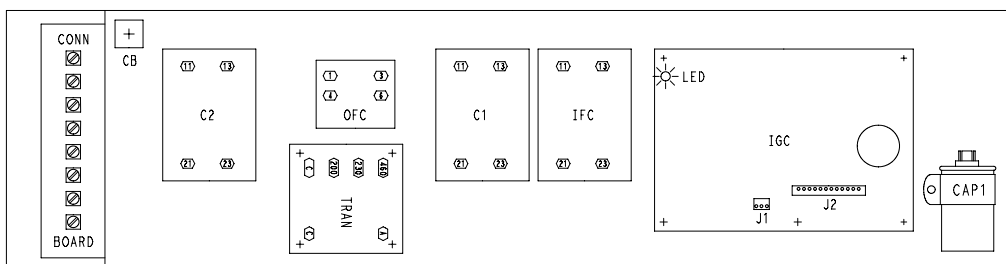 CONN
BOARD
CB
11 13
C2
21 23
1 3
4 6
OFC
C 200 230 460
TRAN
C A
11 13
C1
21 23
11 13
IFC
21 23
LED
IGC
J1
J2
CAP1